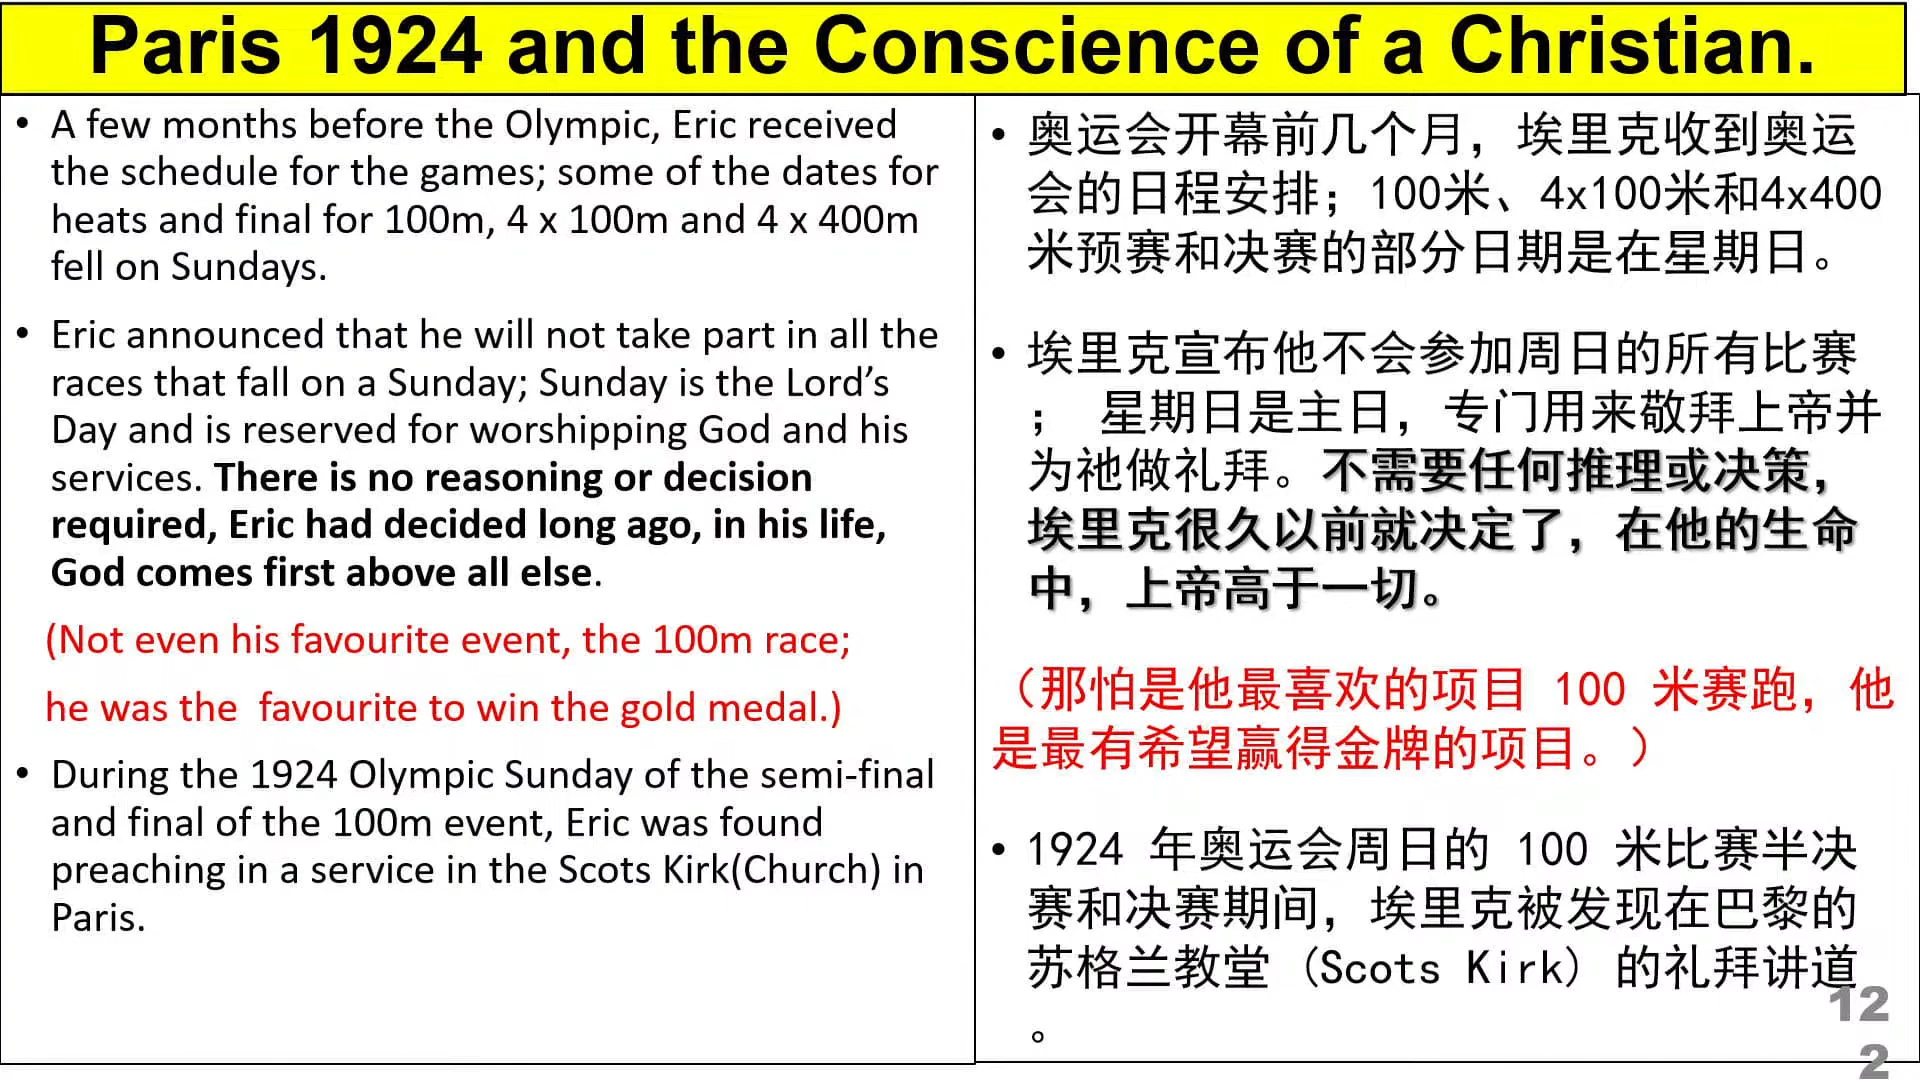 Paris 1924 and the Conscience of a Christian.
• A few months before the Olympic, Eric received
the schedule for the games; some of the dates for
heats and final for 100m, 4 x 100m and 4 x 400m
fell on Sundays.
• Eric announced that he will not take part in all the
races that fall on a Sunday; Sunday is the Lord’s
Day and is reserved for worshipping God and his
services. There is no reasoning or decision
required, Eric had decided long ago, in his life,
God comes first above all else.
(Not even his favourite event, the 100m race;
he was the  favourite to win the gold medal.)
• During the 1924 Olympic Sunday of the semi-final
and final of the 100m event, Eric was found
preaching in a service in the Scots Kirk(Church) in
Paris.
• 奥运会开幕前几个月，埃里克收到奥运
会的日程安排；100米、4x100米和4x400
米预赛和决赛的部分日期是在星期日。
• 埃里克宣布他不会参加周日的所有比赛
； 星期日是主日，专门用来敬拜上帝并
为祂做礼拜。不需要任何推理或决策，
埃里克很久以前就决定了，在他的生命
中，上帝高于一切。
（那怕是他最喜欢的项目 100 米赛跑，他
是最有希望赢得金牌的项目。）
• 1924 年奥运会周日的 100 米比赛半决
赛和决赛期间，埃里克被发现在巴黎的
苏格兰教堂 (Scots Kirk) 的礼拜讲道
。
12
2